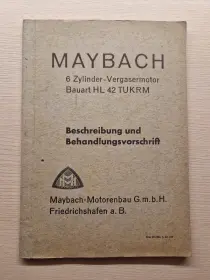 MAYBACH
6 Zylinder-Vergasermotor
Bauart HL 42 TUKRM
Beschreibung und
Behandlungsvorschrift
Maybach-Motorenbau G.m.b.H.
Friedrichshafen a. B.